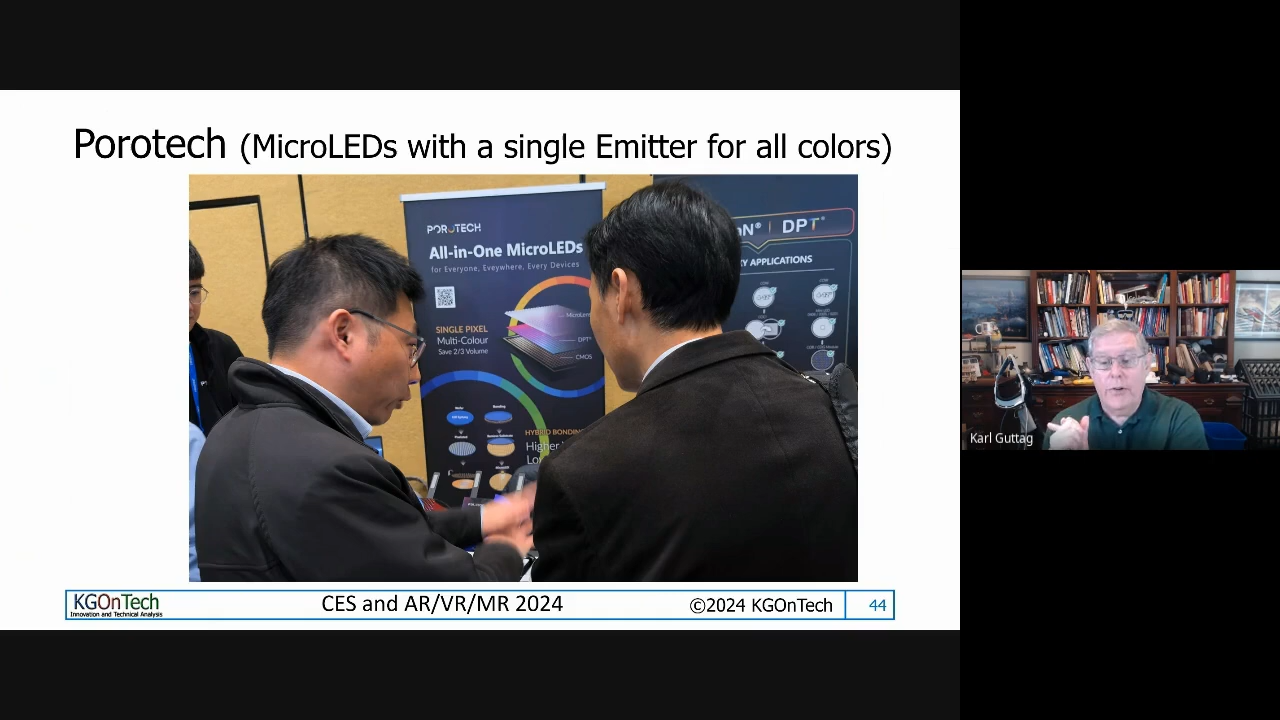 Porotech (MicroLEDs with a single Emitter for all colors)
POROTECH
All-in-One MicroLEDs
for Everyone, Eveywhere, Every Devices
SINGLE PIXEL
Multi-Colour
Save 2/3 Volume
MicroLens
DPT
CMOS
HYBRID BONDING
Higher
N® | DPT®
APPLICATIONS
Karl Guttag
KGOnTech
Innovation and Technical Analysis
CES and AR/VR/MR 2024
©2024 KGOnTech
44